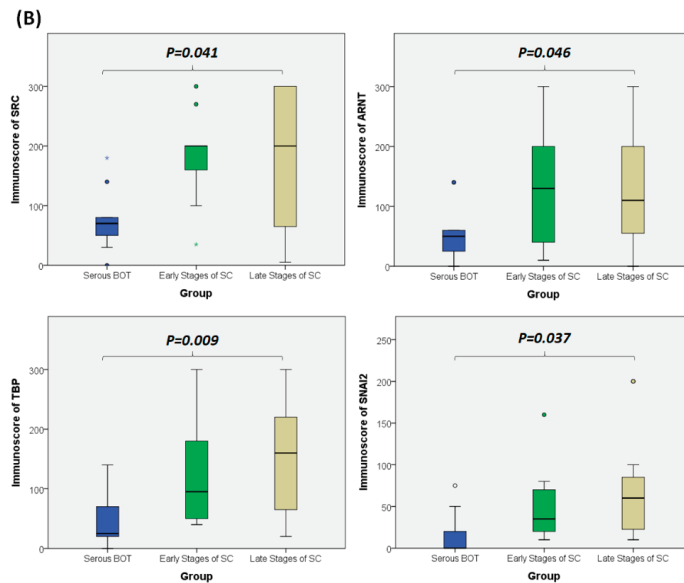 (B)
P=0.041
Immunoscore of SRC
300
200
100
0
Serous BOT Early Stages of SC Late Stages of SC
Group
P=0.046
Immunoscore of ARNT
300
200
100
0
Serous BOT Early Stages of SC Late Stages of SC
Group
P=0.009
Immunoscore of TBP
300
200
100
0
Serous BOT Early Stages of SC Late Stages of SC
Group
P=0.037
Immunoscore of SNAI2
250
200
150
100
50
0
Serous BOT Early Stages of SC Late Stages of SC
Group